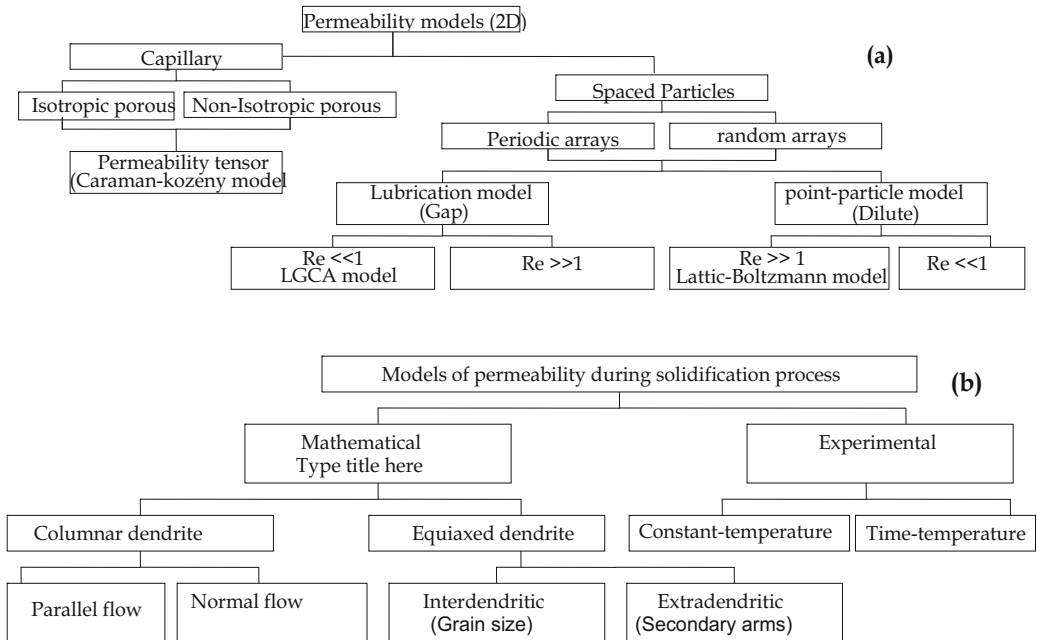 Permeability models (2D)
(a)
Capillary
Spaced Particles
Isotropic porous
Non-Isotropic porous
Periodic arrays
random arrays
Permeability tensor
(Caraman-kozeny model
Lubrication model
(Gap)
point-particle model
(Dilute)
Re <<1
LGCA model
Re >>1
Re >> 1
Lattic-Boltzmann model
Re <<1
Models of permeability during solidification process
(b)
Mathematical
Type title here
Experimental
Columnar dendrite
Equiaxed dendrite
Constant-temperature
Time-temperature
Parallel flow
Normal flow
Interdendritic
(Grain size)
Extradendritic
(Secondary arms)